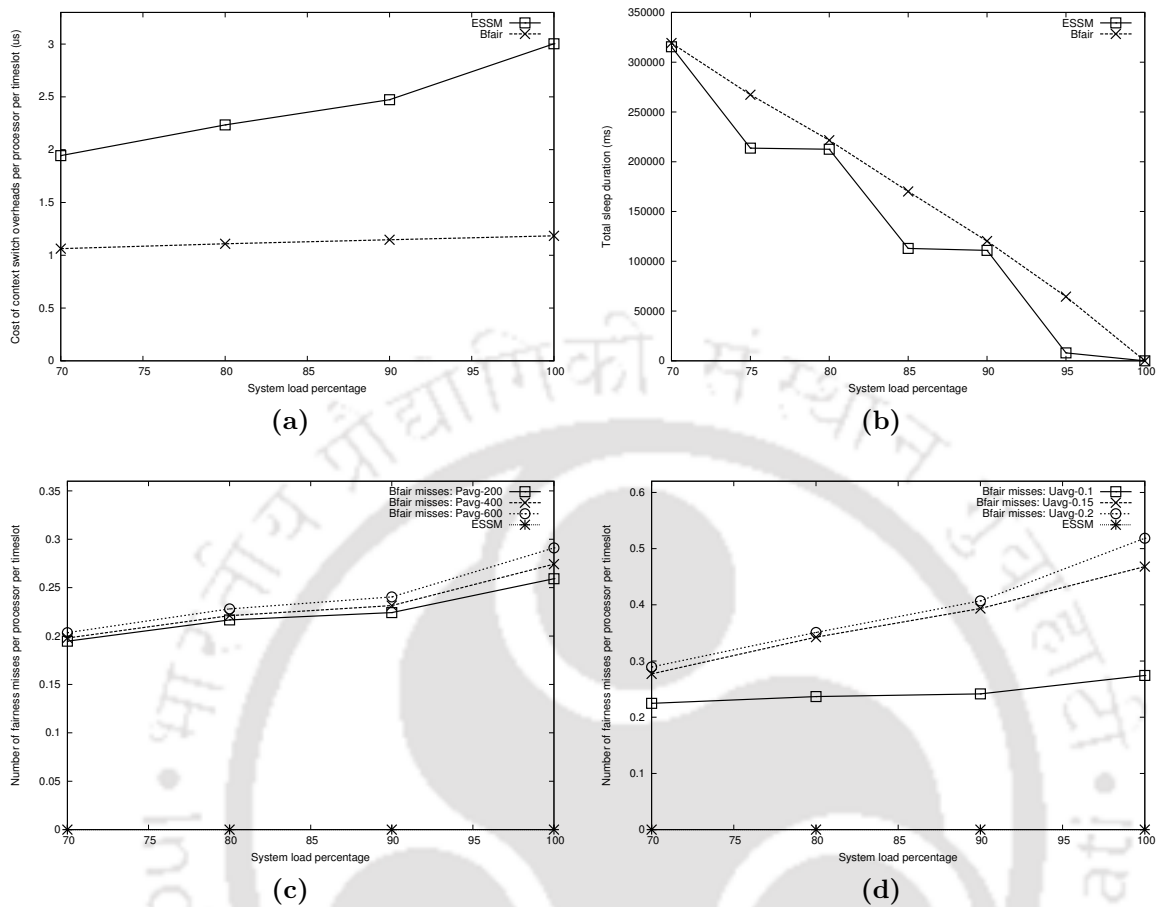 ESSM
Bfair
Cost of context switch overheads per processor per timeslot (us)
3
2.5
2
1.5
1
0.5
0
70 75 80 85 90 95 100
System load percentage
(a)
ESSM
Bfair
Total sleep duration (ms)
350000
300000
250000
200000
150000
100000
50000
0
70 75 80 85 90 95 100
System load percentage
(b)
Bfair misses: Pavg-200
Bfair misses: Pavg-400
Bfair misses: Pavg-600
ESSM
Number of fairness misses per processor per timeslot
0.35
0.3
0.25
0.2
0.15
0.1
0.05
0
70 75 80 85 90 95 100
System load percentage
(c)
Bfair misses: Uavg-0.1
Bfair misses: Uavg-0.15
Bfair misses: Uavg-0.2
ESSM
Number of fairness misses per processor per timeslot
0.6
0.5
0.4
0.3
0.2
0.1
0
70 75 80 85 90 95 100
System load percentage
(d)